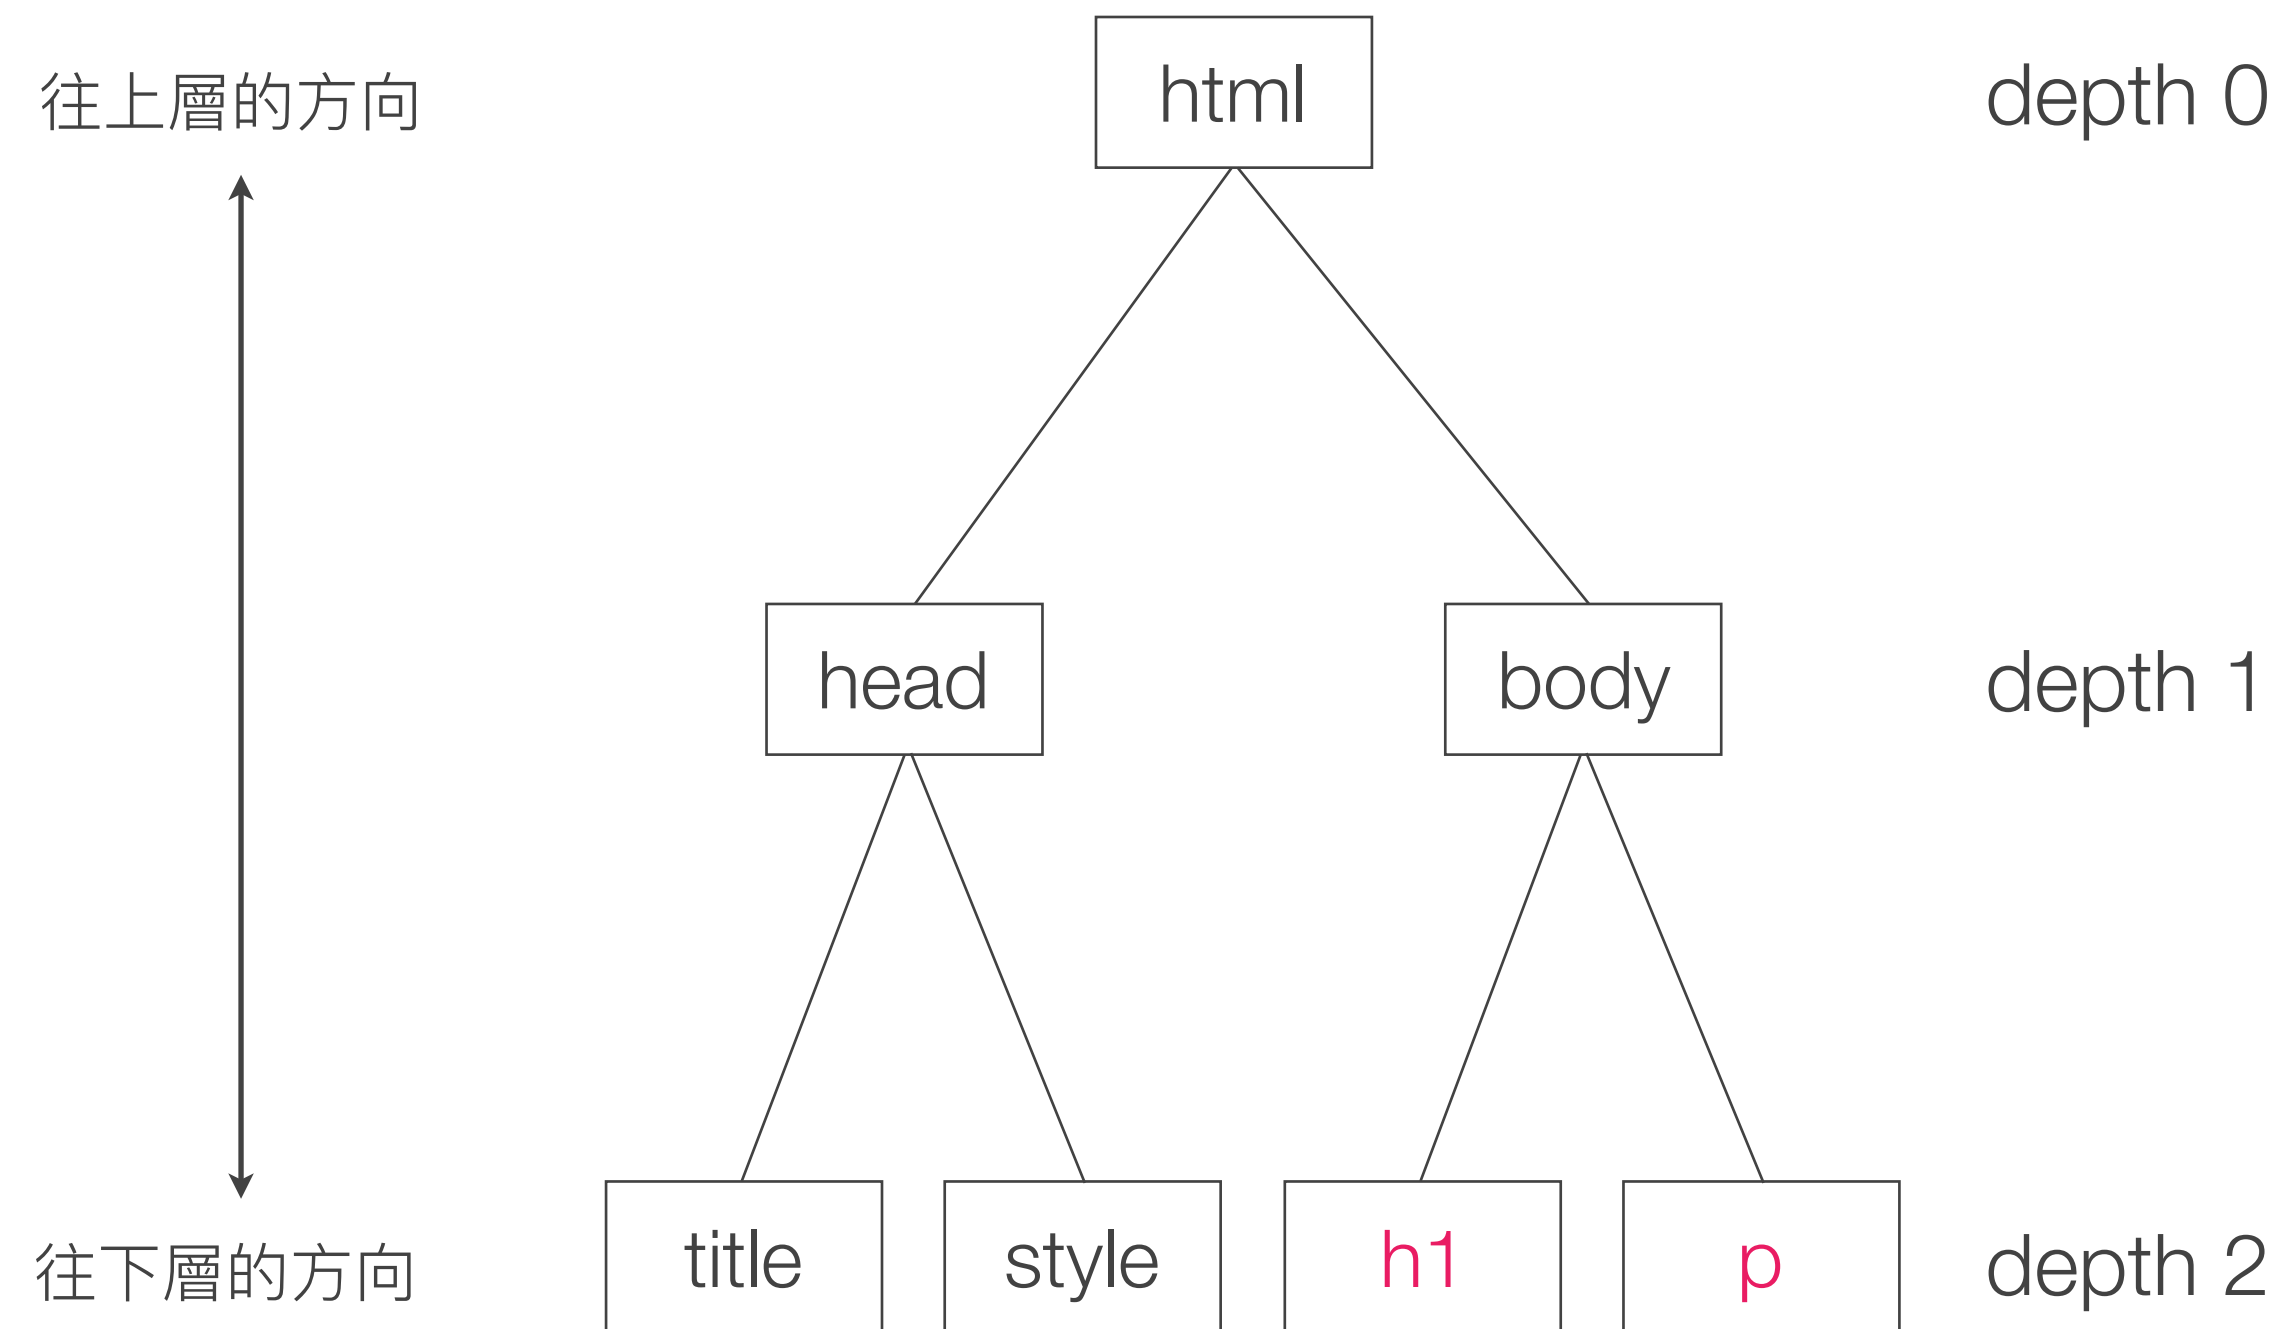 往上層的方向
html
depth 0
head
body
depth 1
往下層的方向
title
style
h1
p
depth 2